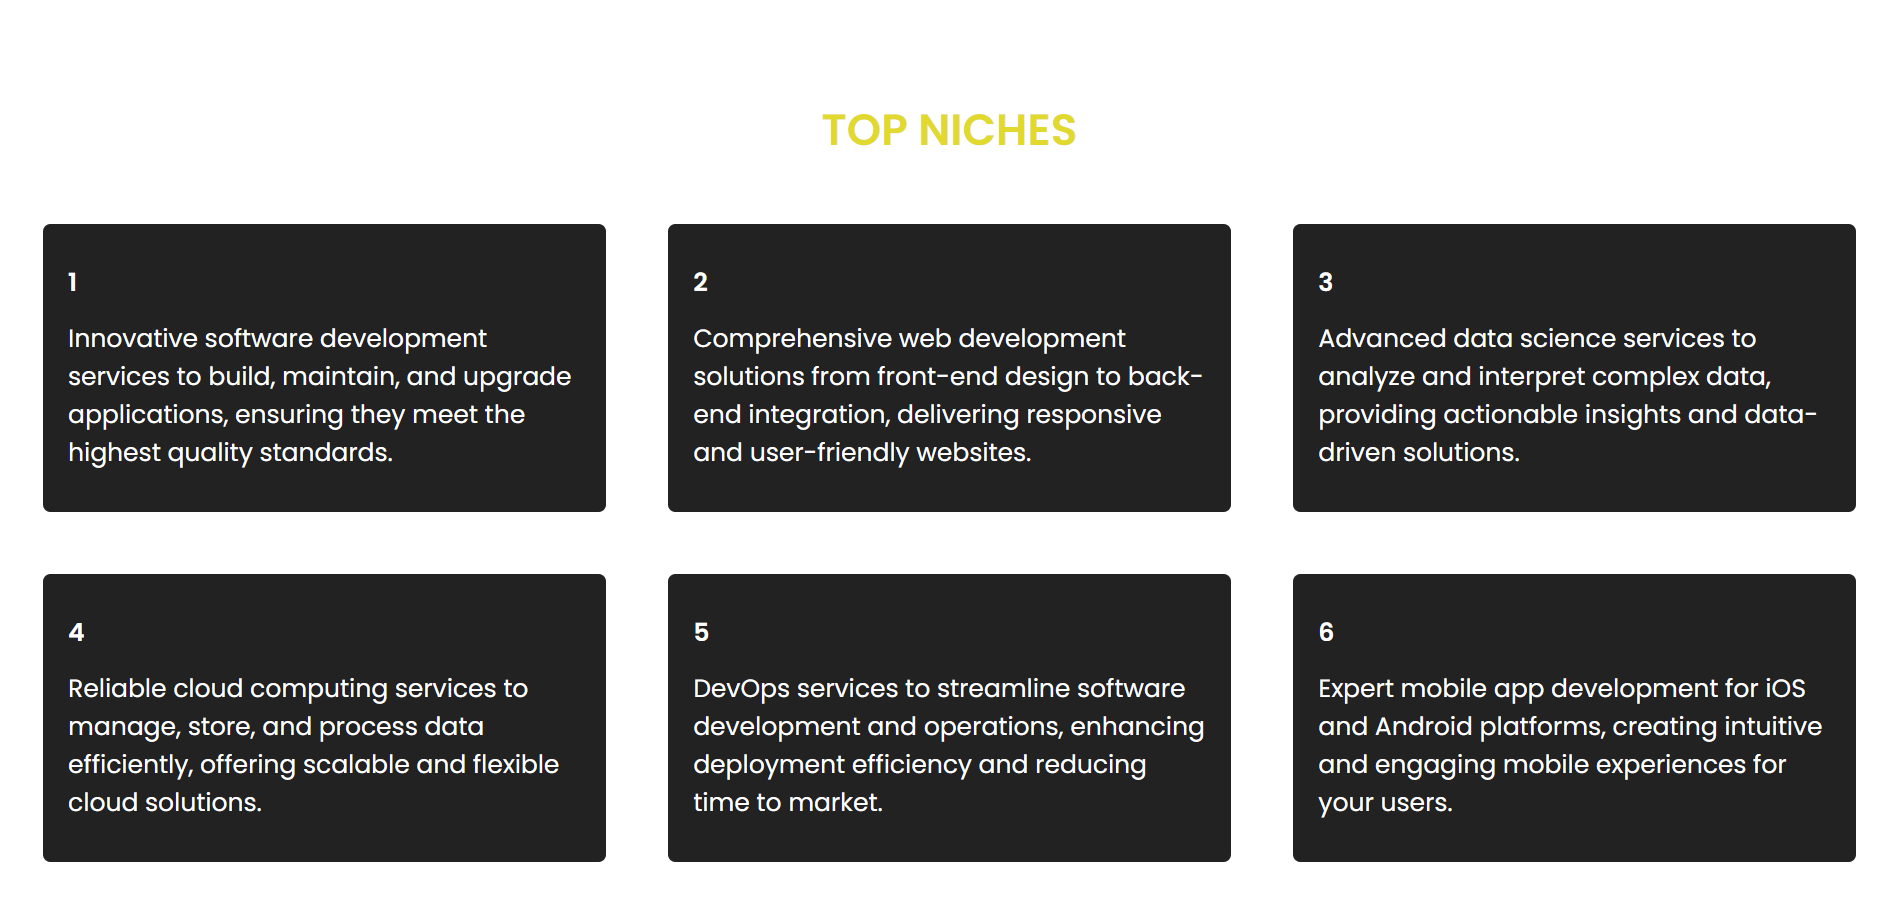 TOP NICHES
1
Innovative software development
services to build, maintain, and upgrade
applications, ensuring they meet the
highest quality standards.
2
Comprehensive web development
solutions from front-end design to back-
end integration, delivering responsive
and user-friendly websites.
3
Advanced data science services to
analyze and interpret complex data,
providing actionable insights and data-
driven solutions.
4
Reliable cloud computing services to
manage, store, and process data
efficiently, offering scalable and flexible
cloud solutions.
5
DevOps services to streamline software
development and operations, enhancing
deployment efficiency and reducing
time to market.
6
Expert mobile app development for iOS
and Android platforms, creating intuitive
and engaging mobile experiences for
your users.